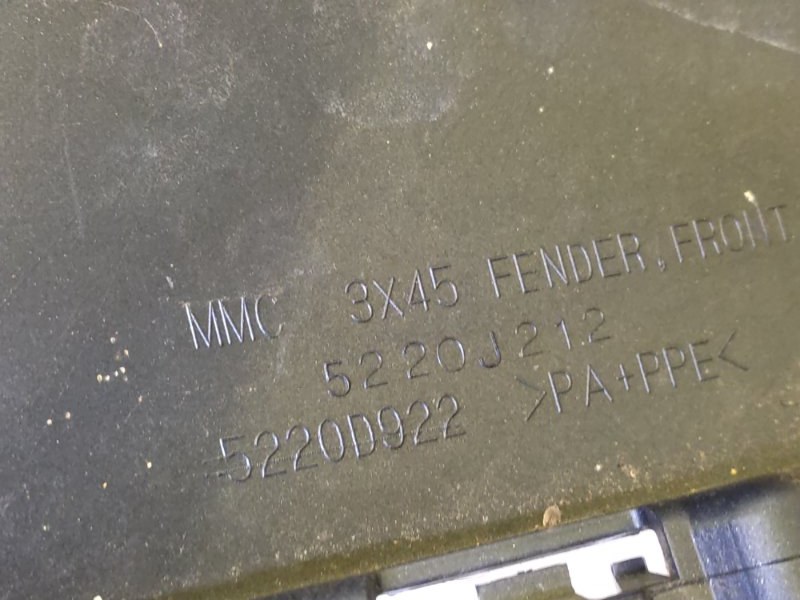 MMC 3X45 FENDER, FRONT
5220J212
5220D922 >PA+PPE<